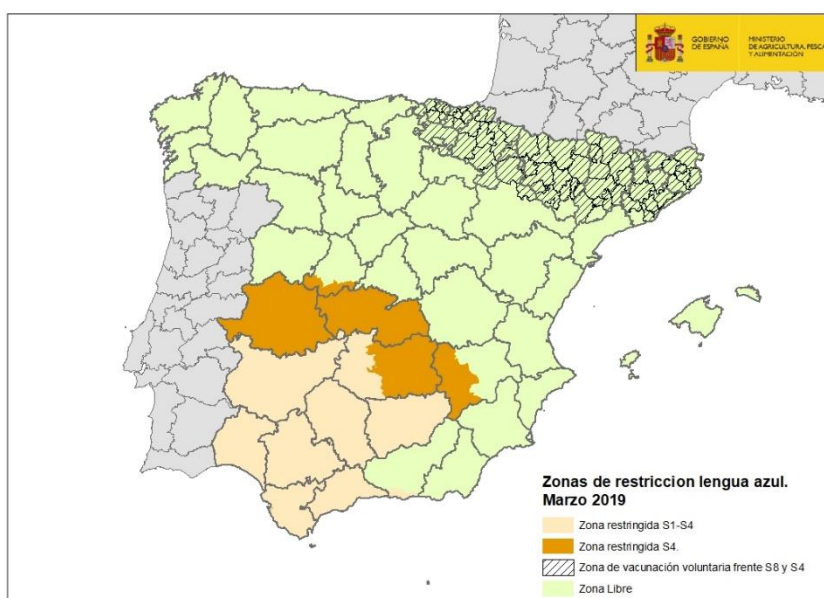 GOBIERNO
DE ESPAÑA
MINISTERIO
DE AGRICULTURA, PESCA
Y ALIMENTACIÓN
Zonas de restriccion lengua azul.
Marzo 2019
Zona restringida S1-S4
Zona restringida S4.
Zona de vacunación voluntaria frente S8 y S4
Zona Libre